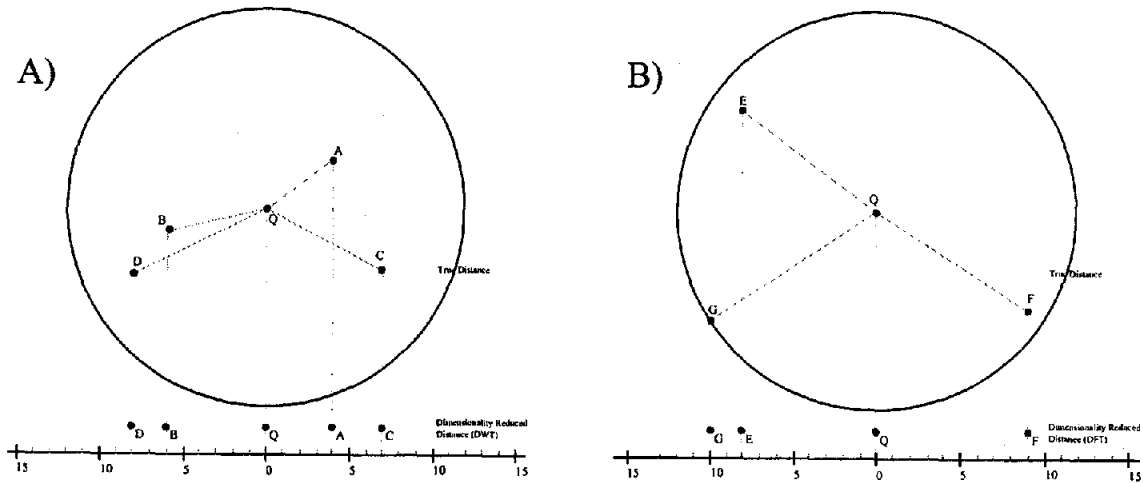 A)
A
B
Q
D
C
True Distance
D B Q A C
Dimensionality Reduced
Distance (DWT)
15 10 5 0 5 10 15
B)
E
Q
True Distance
F
G
G E Q F
Dimensionality Reduced
Distance (DFT)
15 10 5 0 5 10 15